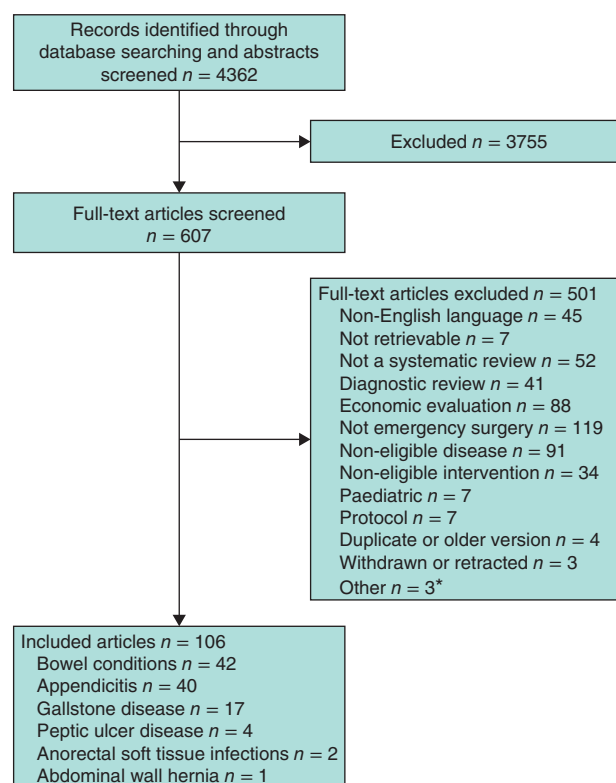 Records identified through
database searching and abstracts
screened n = 4362
Excluded n = 3755
Full-text articles screened
n = 607
Full-text articles excluded n = 501
Non-English language n = 45
Not retrievable n = 7
Not a systematic review n = 52
Diagnostic review n = 41
Economic evaluation n = 88
Not emergency surgery n = 119
Non-eligible disease n = 91
Non-eligible intervention n = 34
Paediatric n = 7
Protocol n = 7
Duplicate or older version n = 4
Withdrawn or retracted n = 3
Other n = 3*
Included articles n = 106
Bowel conditions n = 42
Appendicitis n = 40
Gallstone disease n = 17
Peptic ulcer disease n = 4
Anorectal soft tissue infections n = 2
Abdominal wall hernia n = 1